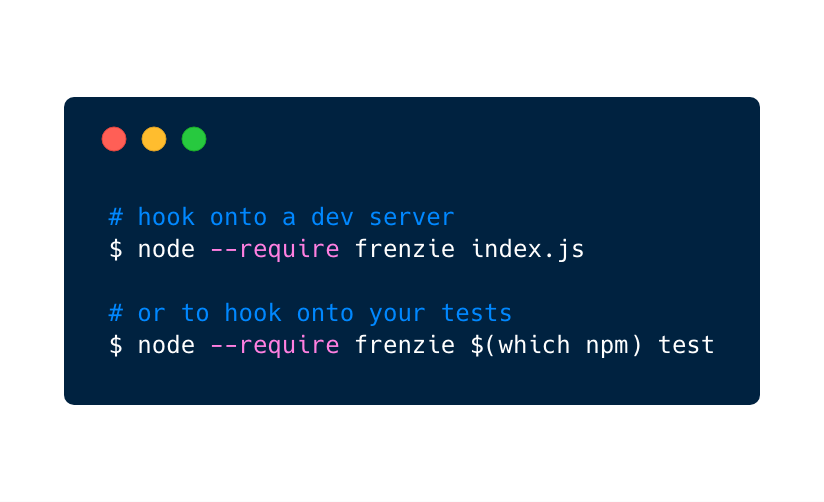 # hook onto a dev server
$ node --require frenzie index.js
# or to hook onto your tests
$ node --require frenzie $(which npm) test